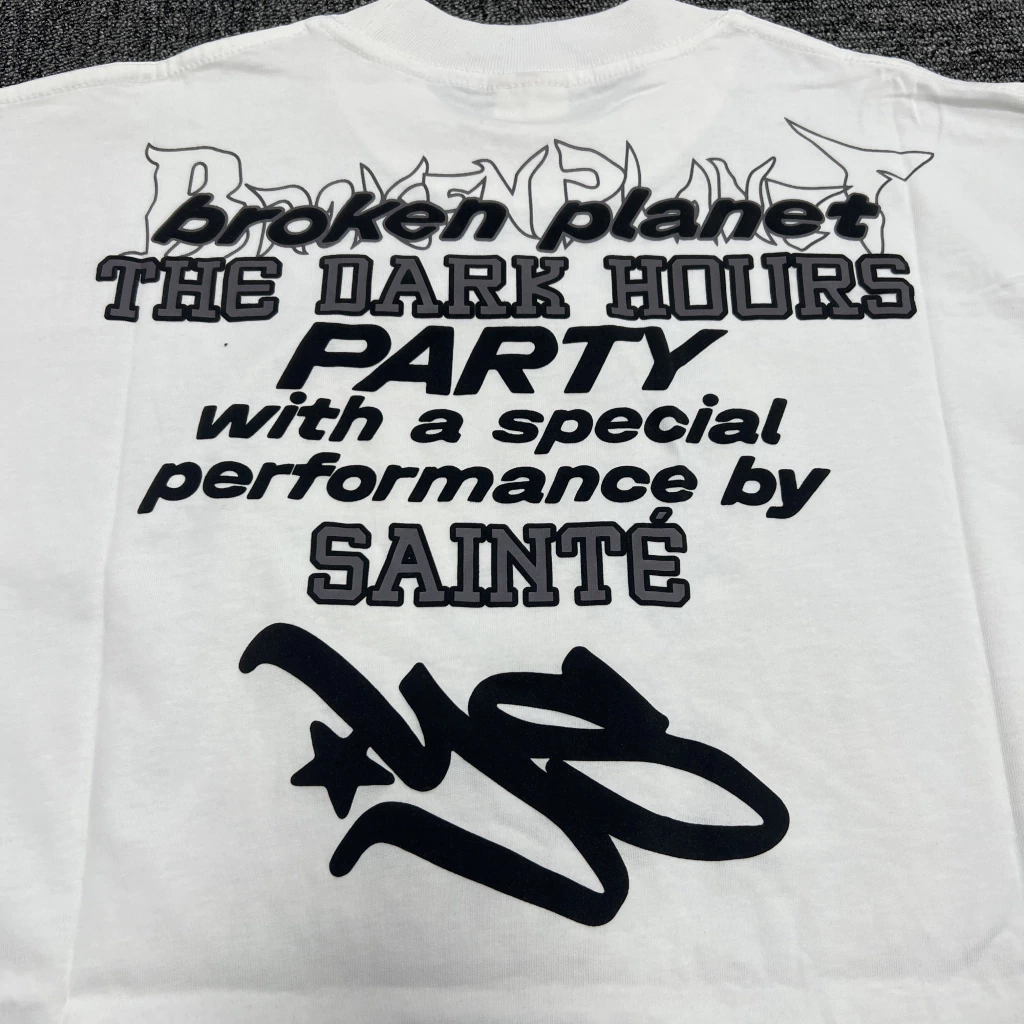 BROKEN PLANET
broken planet
THE DARK HOURS
PARTY
with a special
performance by
SAINTÉ